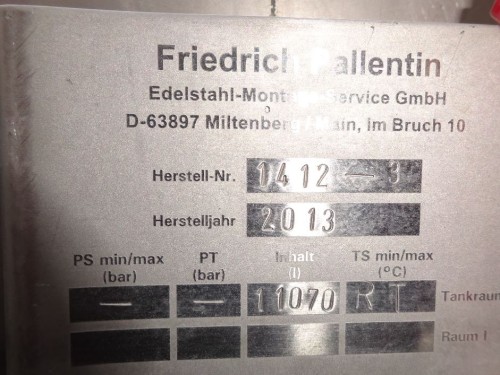 Friedrich Ballentin
Edelstahl-Montage-Service GmbH
D-63897 Miltenberg / Main, Im Bruch 10
Herstell-Nr. 1412 — 3
Herstelljahr 2013
PS min/max PT Inhalt TS min/max
(bar) (bar) (l) (°C)
— — 11070 RT Tankraum
Raum I